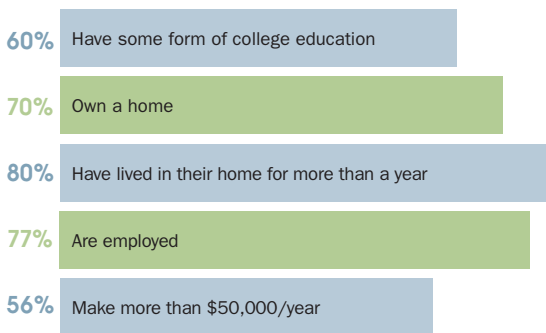 60% Have some form of college education
70% Own a home
80% Have lived in their home for more than a year
77% Are employed
56% Make more than $50,000/year